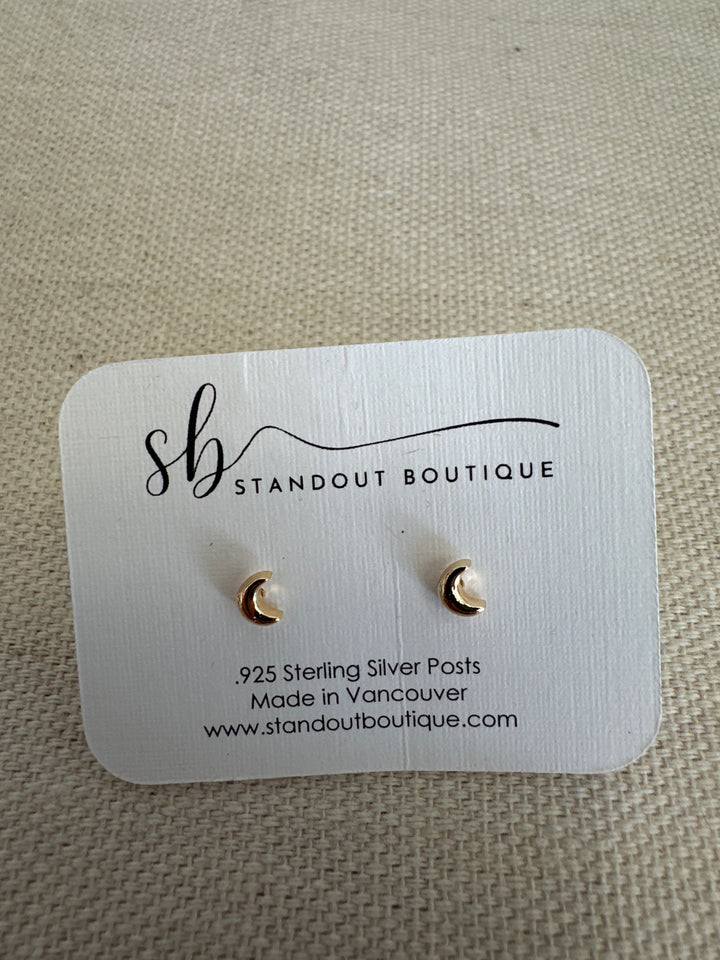 sb
STANDOUT BOUTIQUE
.925 Sterling Silver Posts
Made in Vancouver
www.standoutboutique.com